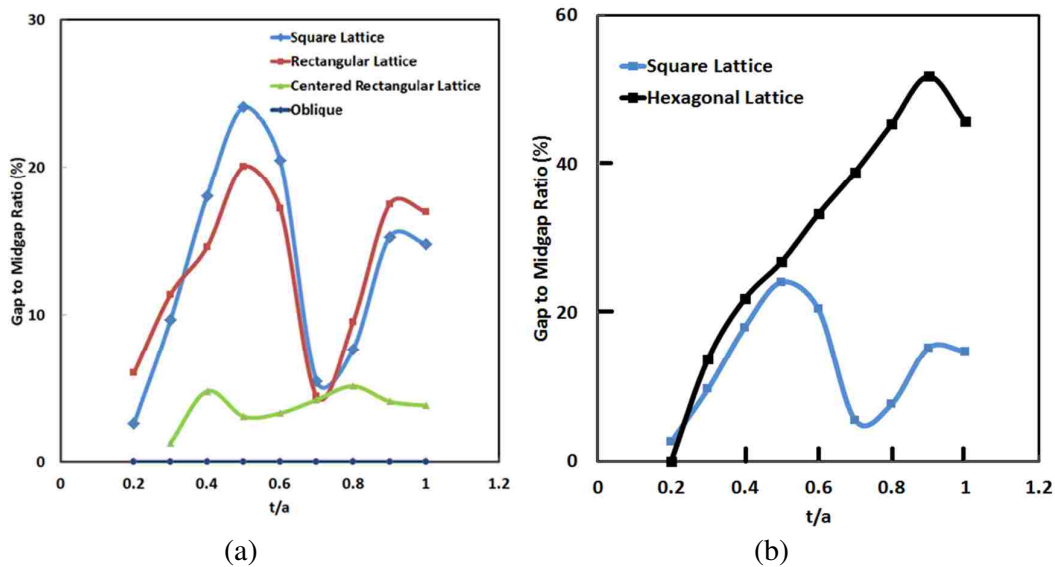 30
20
10
0
Gap to Midgap Ratio (%)
Square Lattice
Rectangular Lattice
Centered Rectangular Lattice
Oblique
0 0.2 0.4 0.6 0.8 1 1.2
t/a
(a)
60
40
20
0
Gap to Midgap Ratio (%)
Square Lattice
Hexagonal Lattice
0 0.2 0.4 0.6 0.8 1 1.2
t/a
(b)